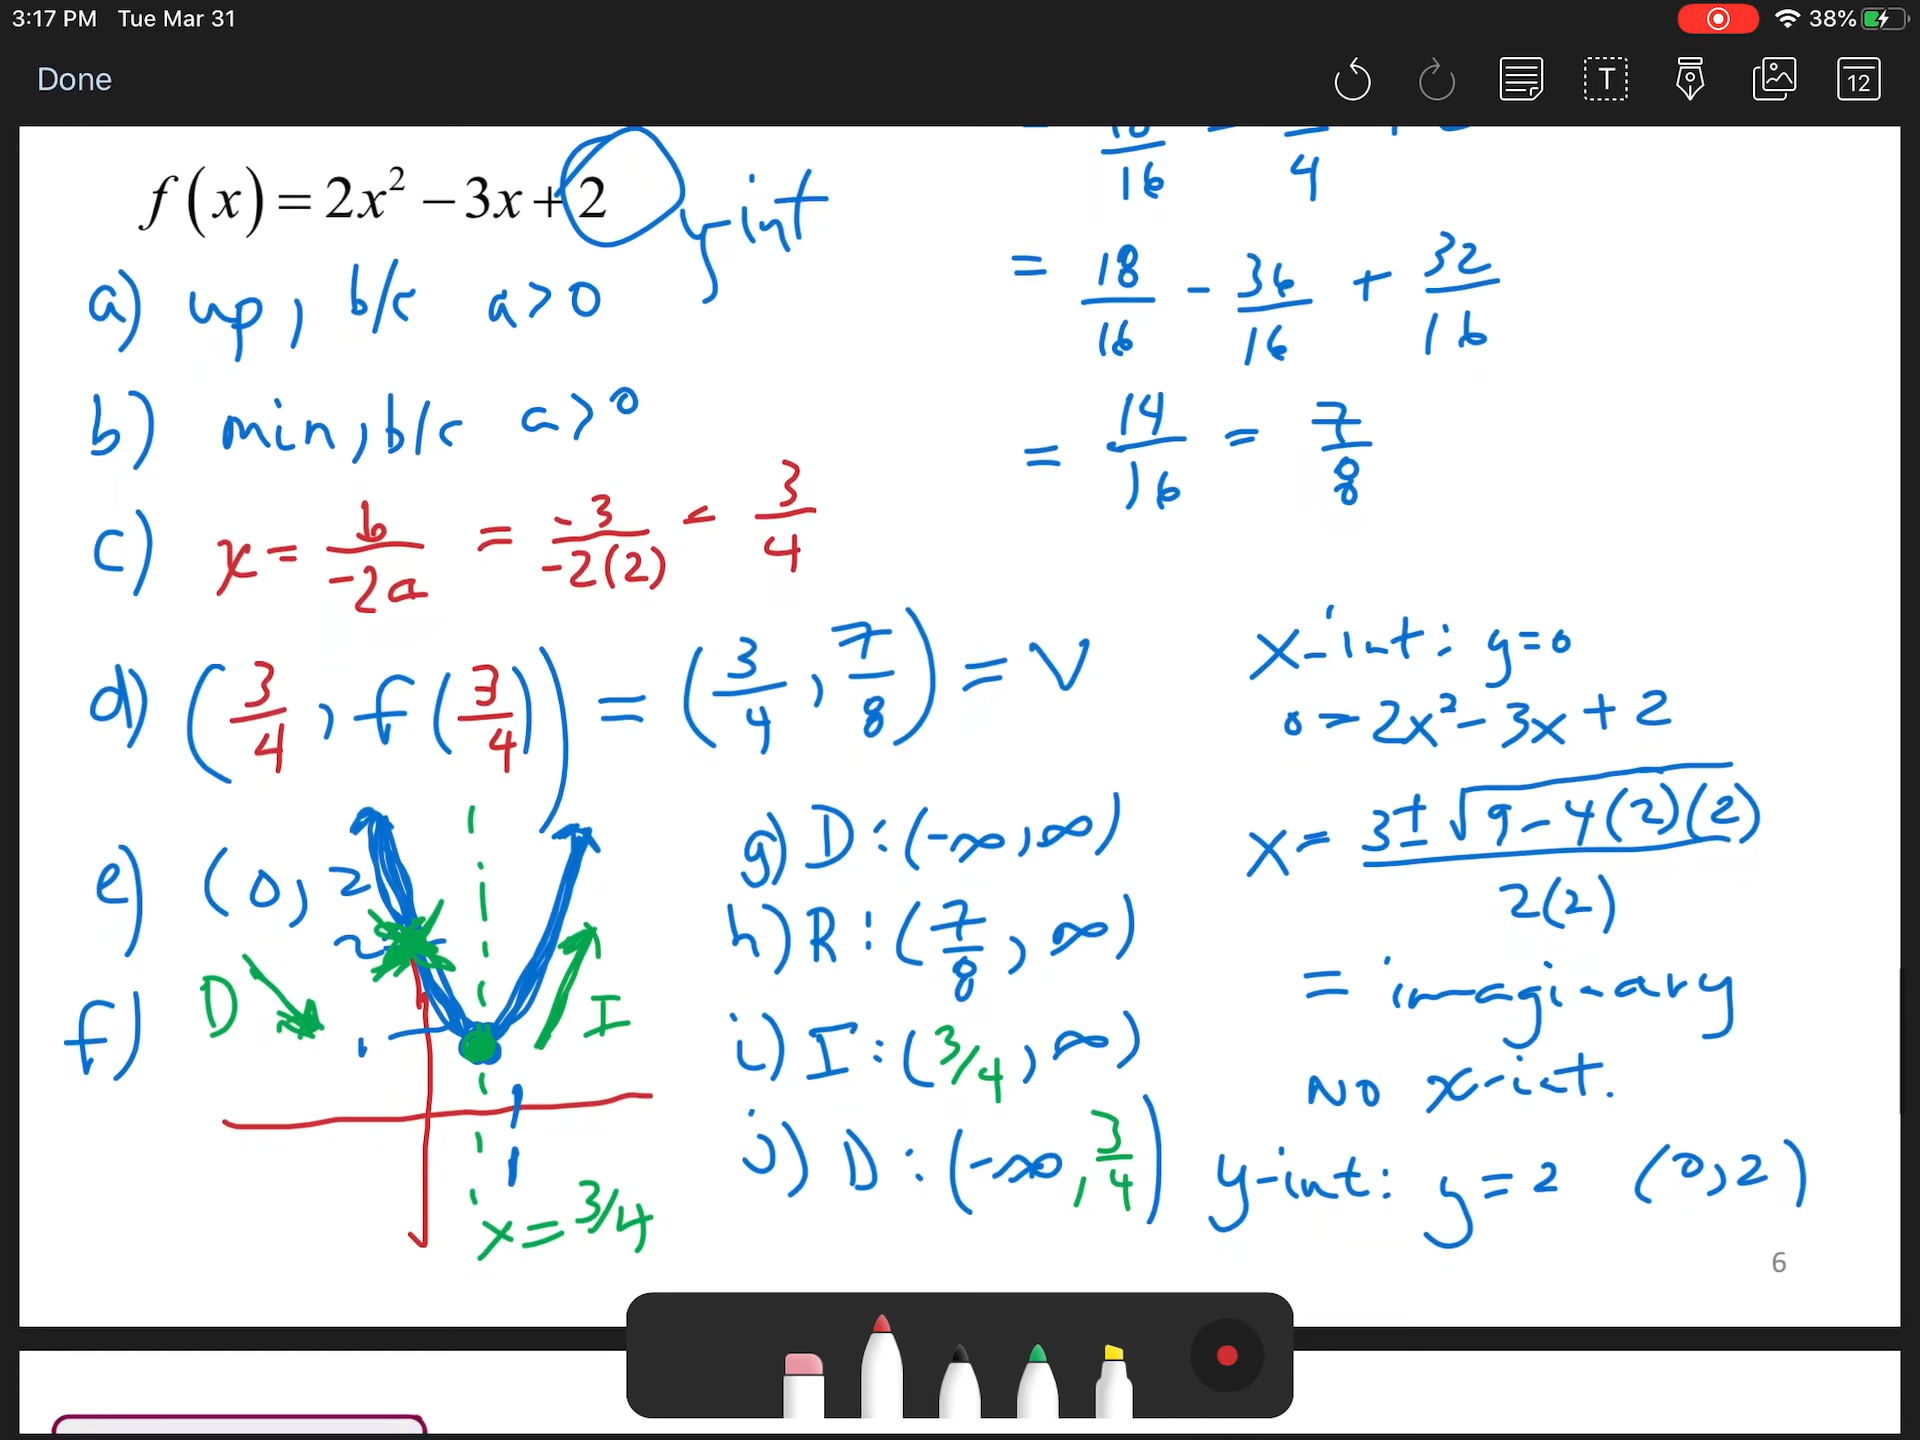 3:17 PM Tue Mar 31
38%
Done
T
12
f(x) = 2x² − 3x + 2
y int
a) up, b/c a > 0
b) min, b/c a > 0
c) x = b/-2a = -3/-2(2) = 3/4
d) (3/4, f(3/4)) = (3/4, 7/8) = V
e) (0, 2
2
f) D
1
I
1
x = 3/4
g) D: (-∞, ∞)
h) R: (7/8, ∞)
i) I: (3/4, ∞)
j) D: (-∞, 3/4)
= 18/16 - 36/16 + 32/16
= 14/16 = 7/8
x-int: y=0
0 = 2x² - 3x + 2
x = 3 ± √9-4(2)(2) / 2(2)
= imaginary
NO x-int.
y-int: y = 2 (0,2)
6